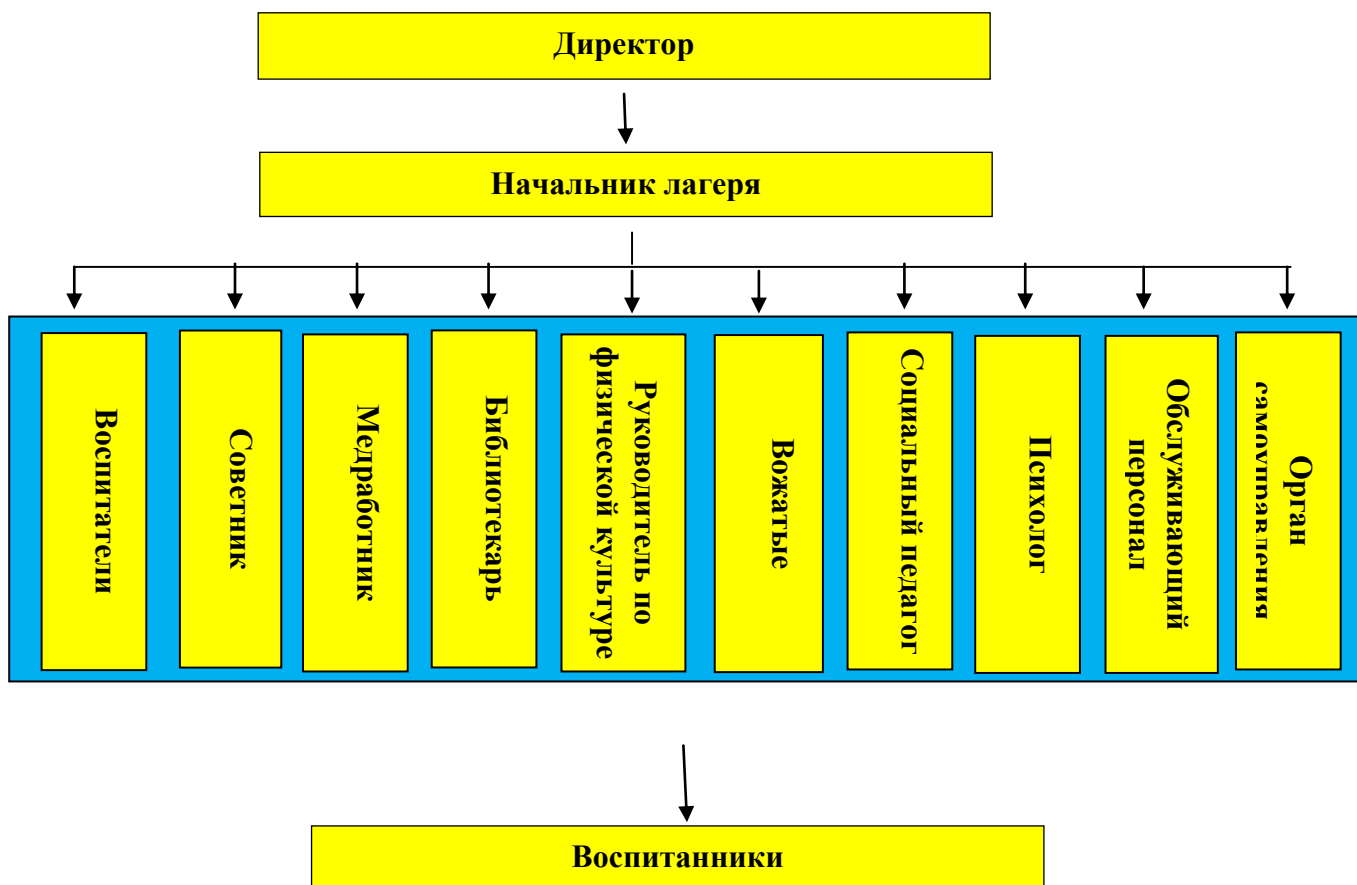 Директор
Начальник лагеря
Воспитатели
Советник
Медработник
Библиотекарь
Руководитель по
физической культуре
Вожатые
Социальный педагог
Психолог
Обслуживающий
персонал
Орган
самоуправления
Воспитанники